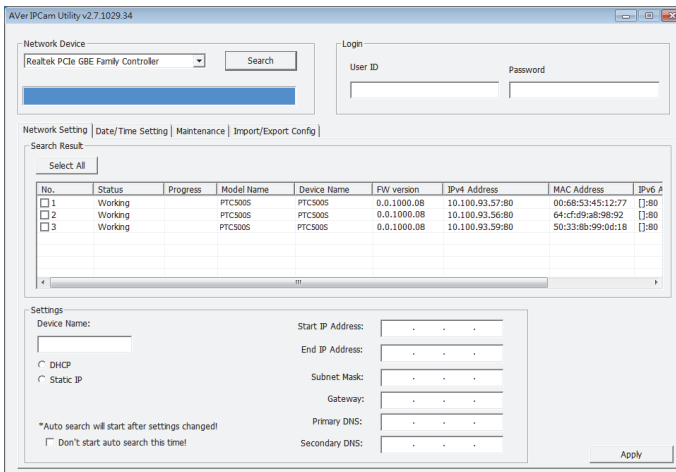 AVer IPCam Utility v2.7.1029.34
Network Device
Realtek PCIe GBE Family Controller
Search
Login
User ID
Password
Network Setting Date/Time Setting Maintenance Import/Export Config
Search Result
Select All
No. Status Progress Model Name Device Name FW version IPv4 Address MAC Address IPv6 A
1 Working PTC500S PTC500S 0.0.1000.08 10.100.93.57:80 00:68:53:45:12:77 []:80
2 Working PTC500S PTC500S 0.0.1000.08 10.100.93.56:80 64:cf:d9:a8:98:92 []:80
3 Working PTC500S PTC500S 0.0.1000.08 10.100.93.59:80 50:33:8b:99:0d:18 []:80
Settings
Device Name:
DHCP
Static IP
*Auto search will start after settings changed!
Don't start auto search this time!
Start IP Address: . . .
End IP Address: . . .
Subnet Mask: . . .
Gateway: . . .
Primary DNS: . . .
Secondary DNS: . . .
Apply